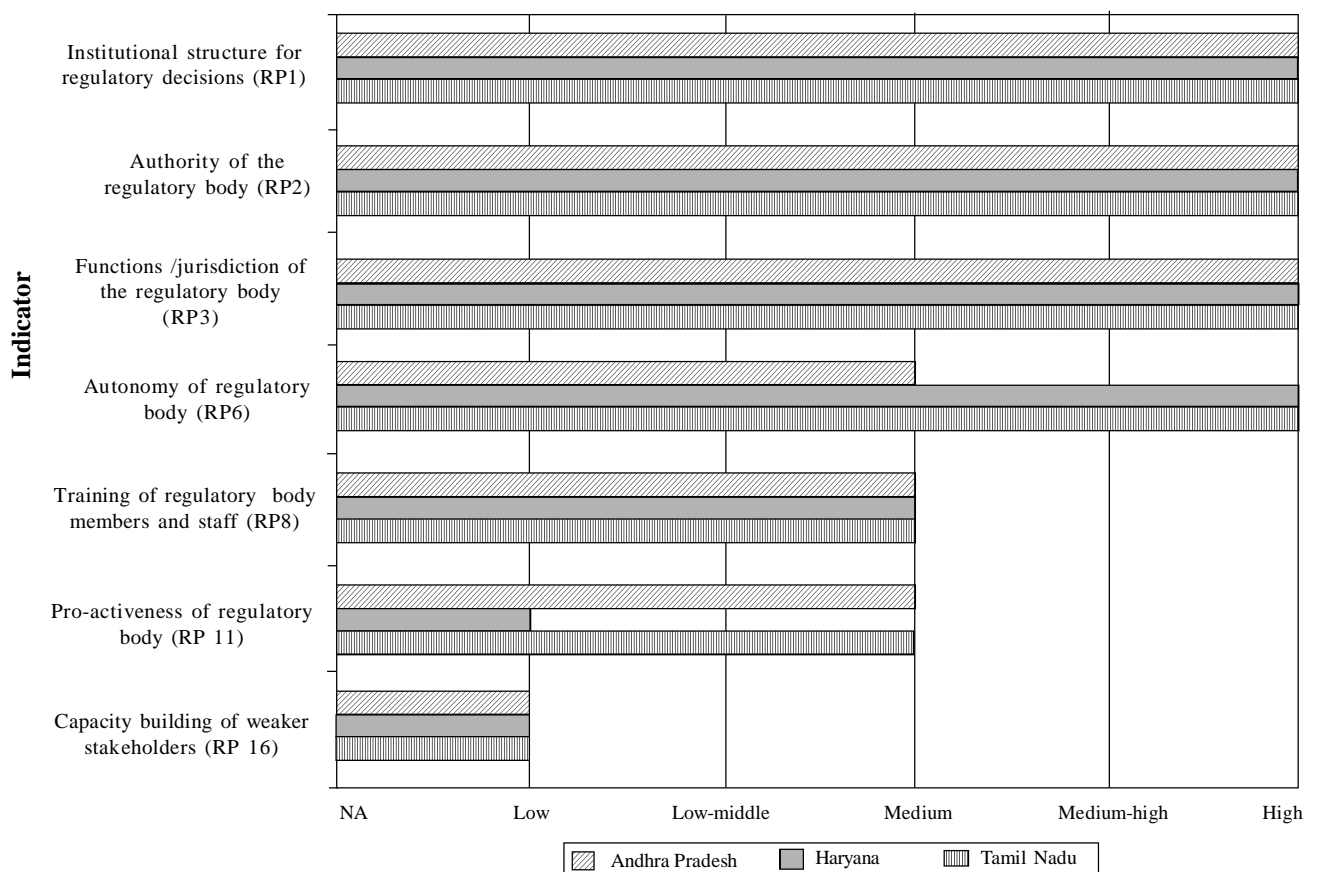 Institutional structure for
regulatory decisions (RP1)
Authority of the
regulatory body (RP2)
Functions /jurisdiction of
the regulatory body
(RP3)
Autonomy of regulatory
body (RP6)
Training of regulatory body
members and staff (RP8)
Pro-activeness of regulatory
body (RP 11)
Capacity building of weaker
stakeholders (RP 16)
Indicator
NA Low Low-middle Medium Medium-high High
Andhra Pradesh Haryana Tamil Nadu